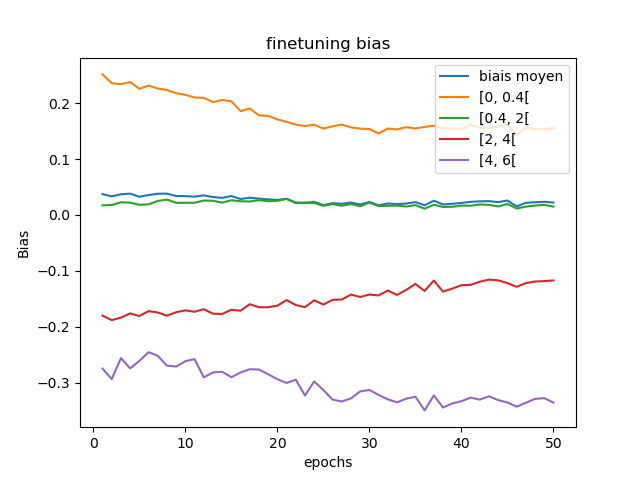 finetuning bias
biais moyen
[0, 0.4[
[0.4, 2[
[2, 4[
[4, 6[
Bias
0.2
0.1
0.0
−0.1
−0.2
−0.3
0 10 20 30 40 50
epochs